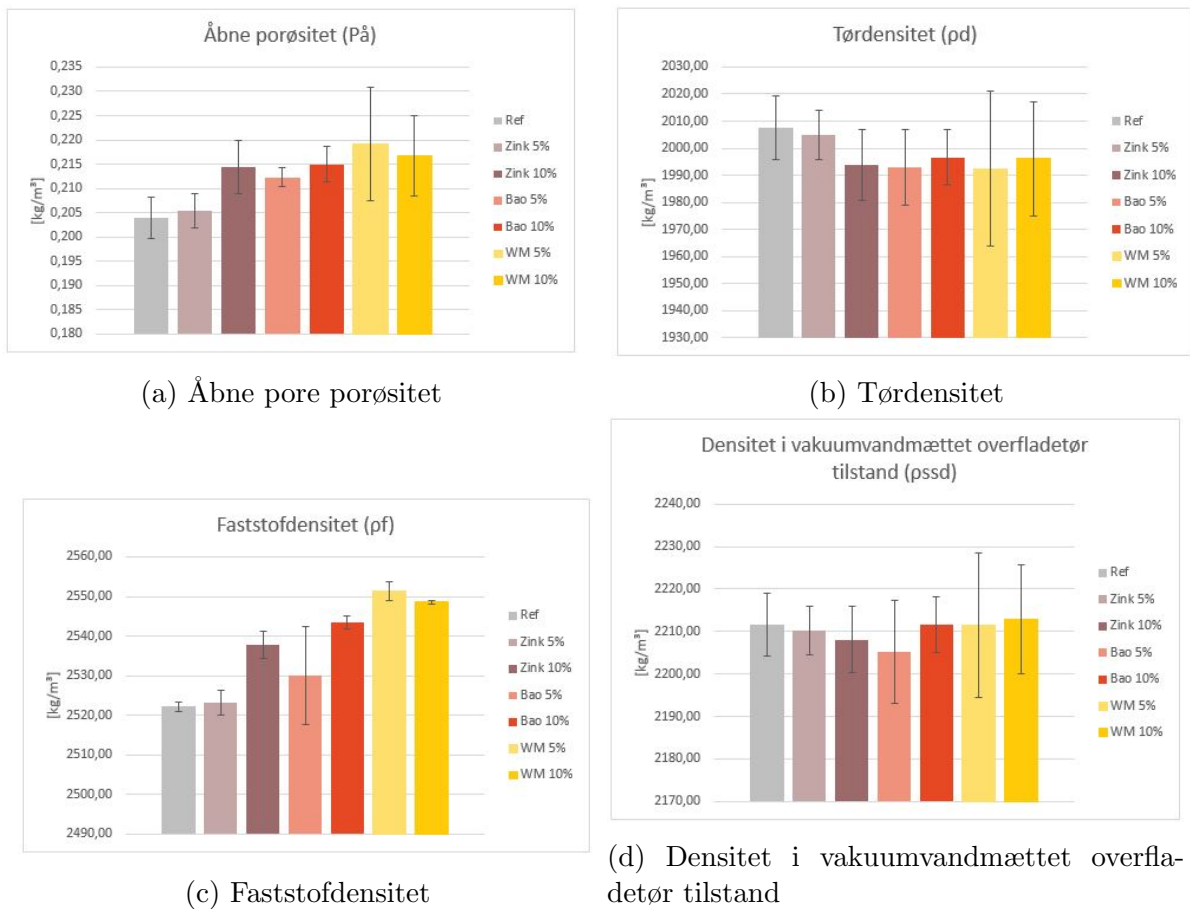 Åbne porøsitet (På)
[kg/m³]
0,235
0,230
0,225
0,220
0,215
0,210
0,205
0,200
0,195
0,190
0,185
0,180
Ref
Zink 5%
Zink 10%
Bao 5%
Bao 10%
WM 5%
WM 10%
(a) Åbne pore porøsitet
Tørdensitet (ρd)
[kg/m³]
2030,00
2020,00
2010,00
2000,00
1990,00
1980,00
1970,00
1960,00
1950,00
1940,00
1930,00
Ref
Zink 5%
Zink 10%
Bao 5%
Bao 10%
WM 5%
WM 10%
(b) Tørdensitet
Faststofdensitet (ρf)
[kg/m³]
2560,00
2550,00
2540,00
2530,00
2520,00
2510,00
2500,00
2490,00
Ref
Zink 5%
Zink 10%
Bao 5%
Bao 10%
WM 5%
WM 10%
(c) Faststofdensitet
Densitet i vakuumvandmættet overfladetør
tilstand (ρssd)
[kg/m³]
2240,00
2230,00
2220,00
2210,00
2200,00
2190,00
2180,00
2170,00
Ref
Zink 5%
Zink 10%
Bao 5%
Bao 10%
WM 5%
WM 10%
(d) Densitet i vakuumvandmættet overfla-
detør tilstand